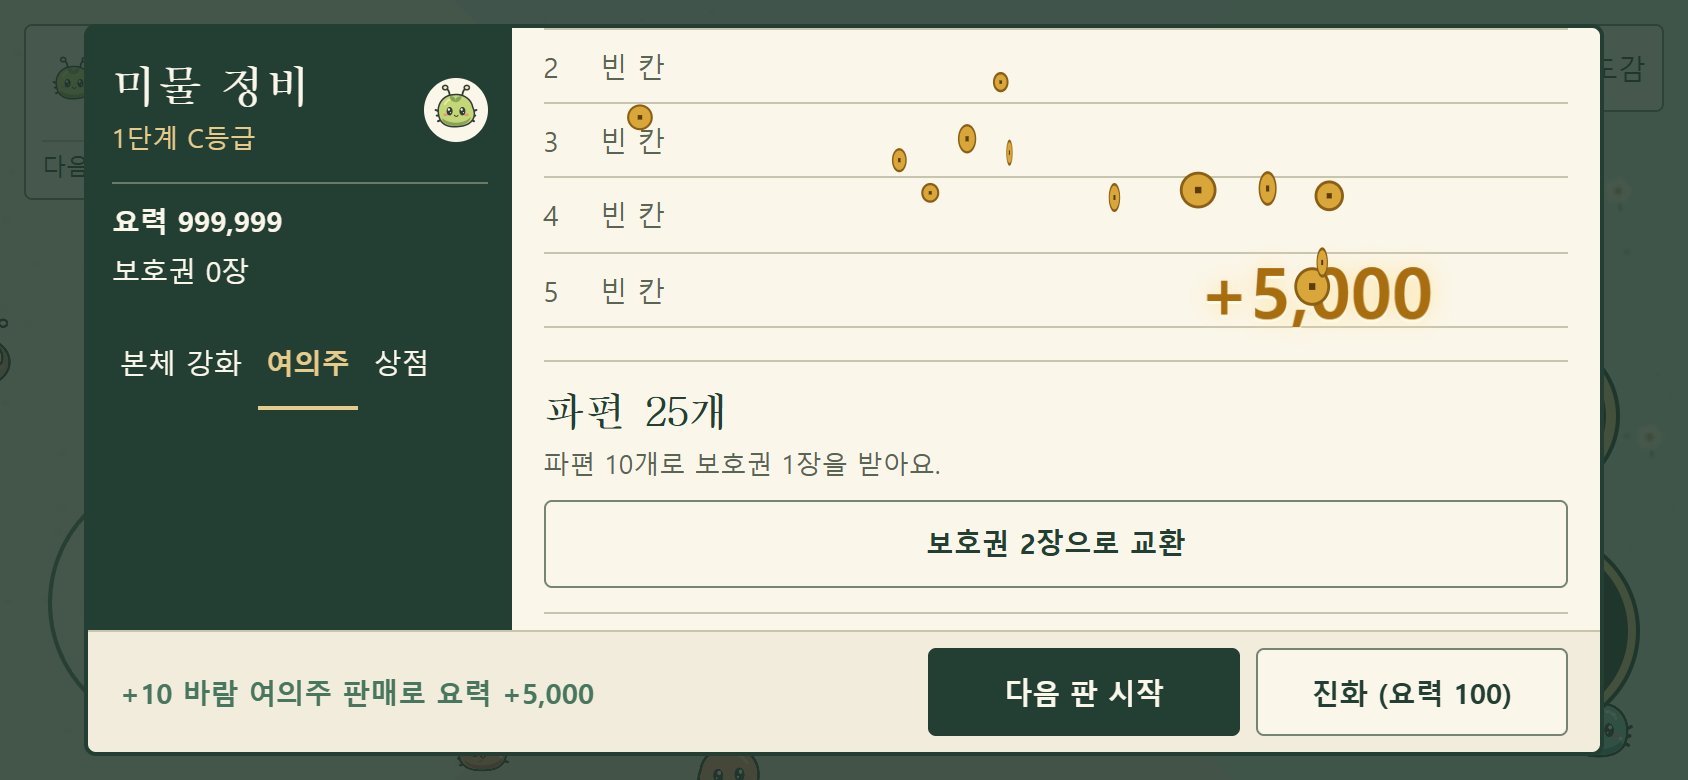 미물 정비
1단계 C등급
요력 999,999
보호권 0장
본체 강화 여의주 상점
2 빈 칸
3 빈 칸
4 빈 칸
5 빈 칸
+5,000
파편 25개
파편 10개로 보호권 1장을 받아요.
보호권 2장으로 교환
+10 바람 여의주 판매로 요력 +5,000
다음 판 시작
진화 (요력 100)
다음
도감